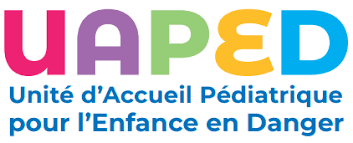 UAPED
Unité d'Accueil Pédiatrique
pour l'Enfance en Danger